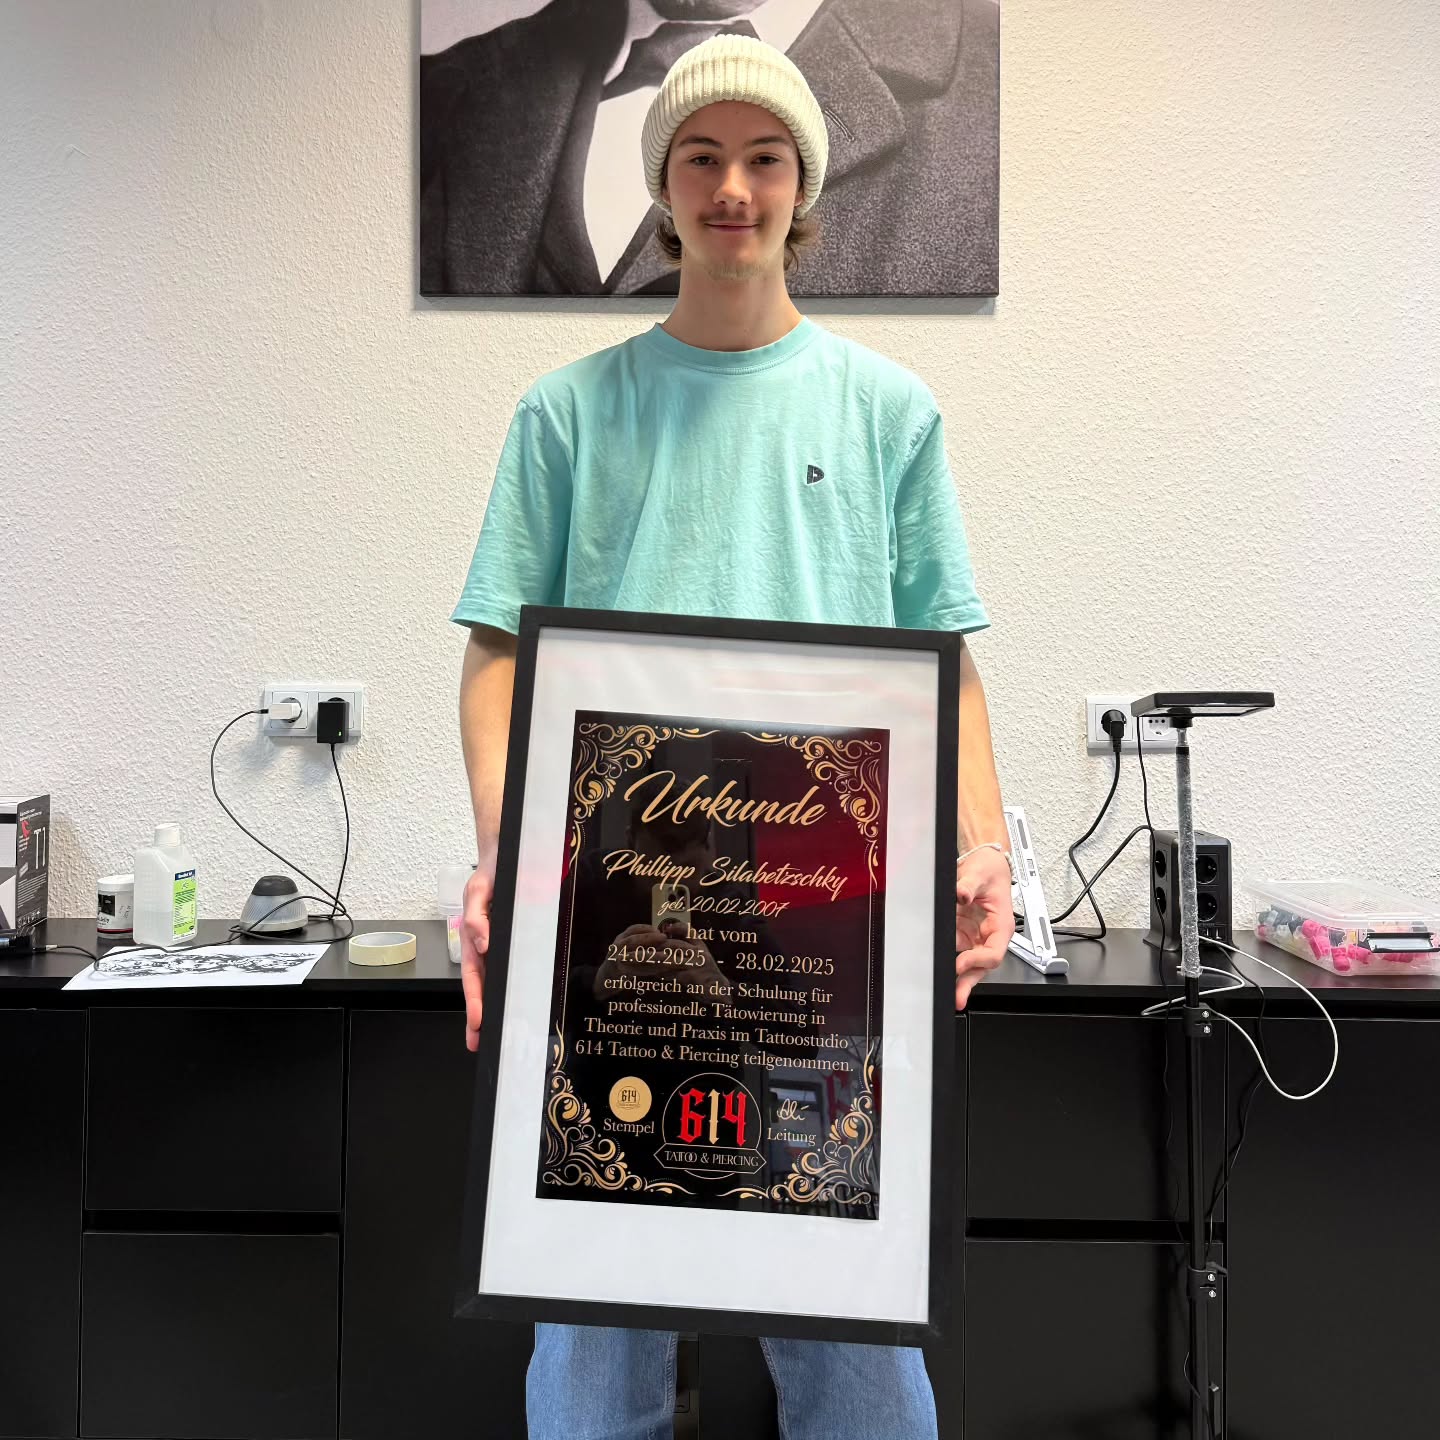 Urkunde
Phillipp Silabetzschky
geb. 20.02.2007
hat vom
24.02.2025 - 28.02.2025
erfolgreich an der Schulung für
professionelle Tätowierung in
Theorie und Praxis im Tattoostudio
614 Tattoo & Piercing teilgenommen.
614
Stempel
614
TATTOO & PIERCING
Leitung